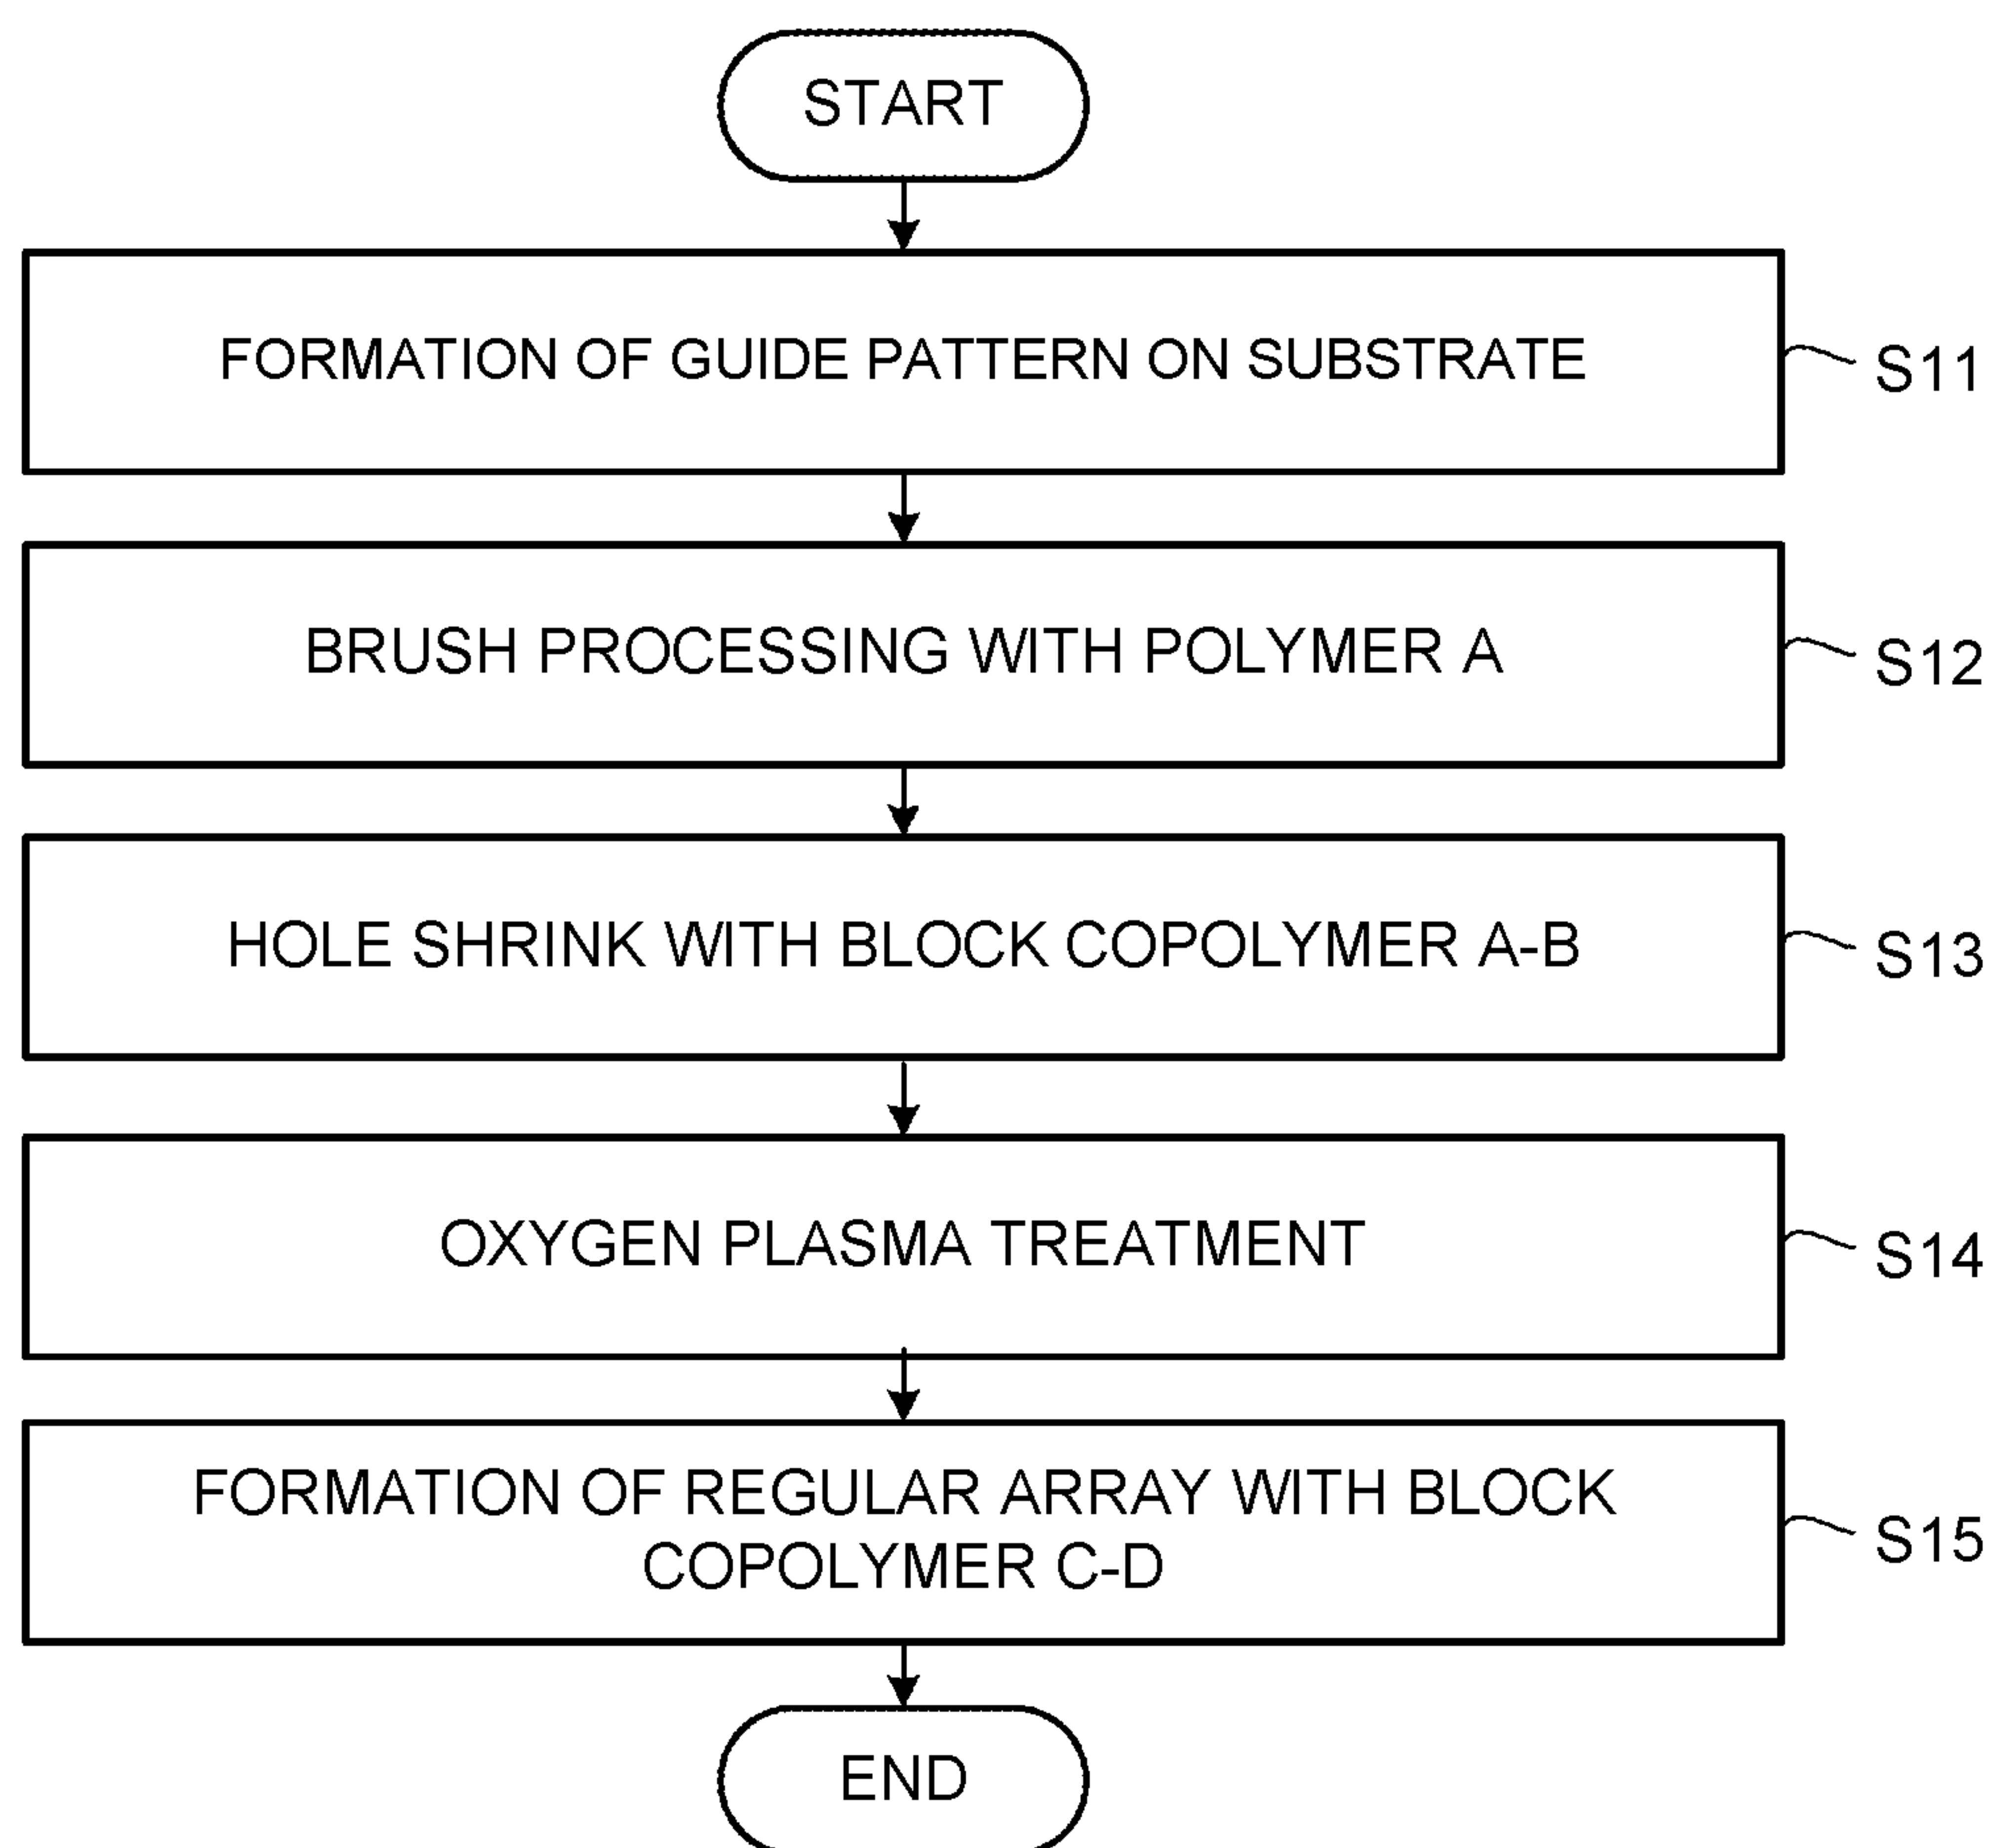 START
FORMATION OF GUIDE PATTERN ON SUBSTRATE
S11
BRUSH PROCESSING WITH POLYMER A
S12
HOLE SHRINK WITH BLOCK COPOLYMER A-B
S13
OXYGEN PLASMA TREATMENT
S14
FORMATION OF REGULAR ARRAY WITH BLOCK
COPOLYMER C-D
S15
END